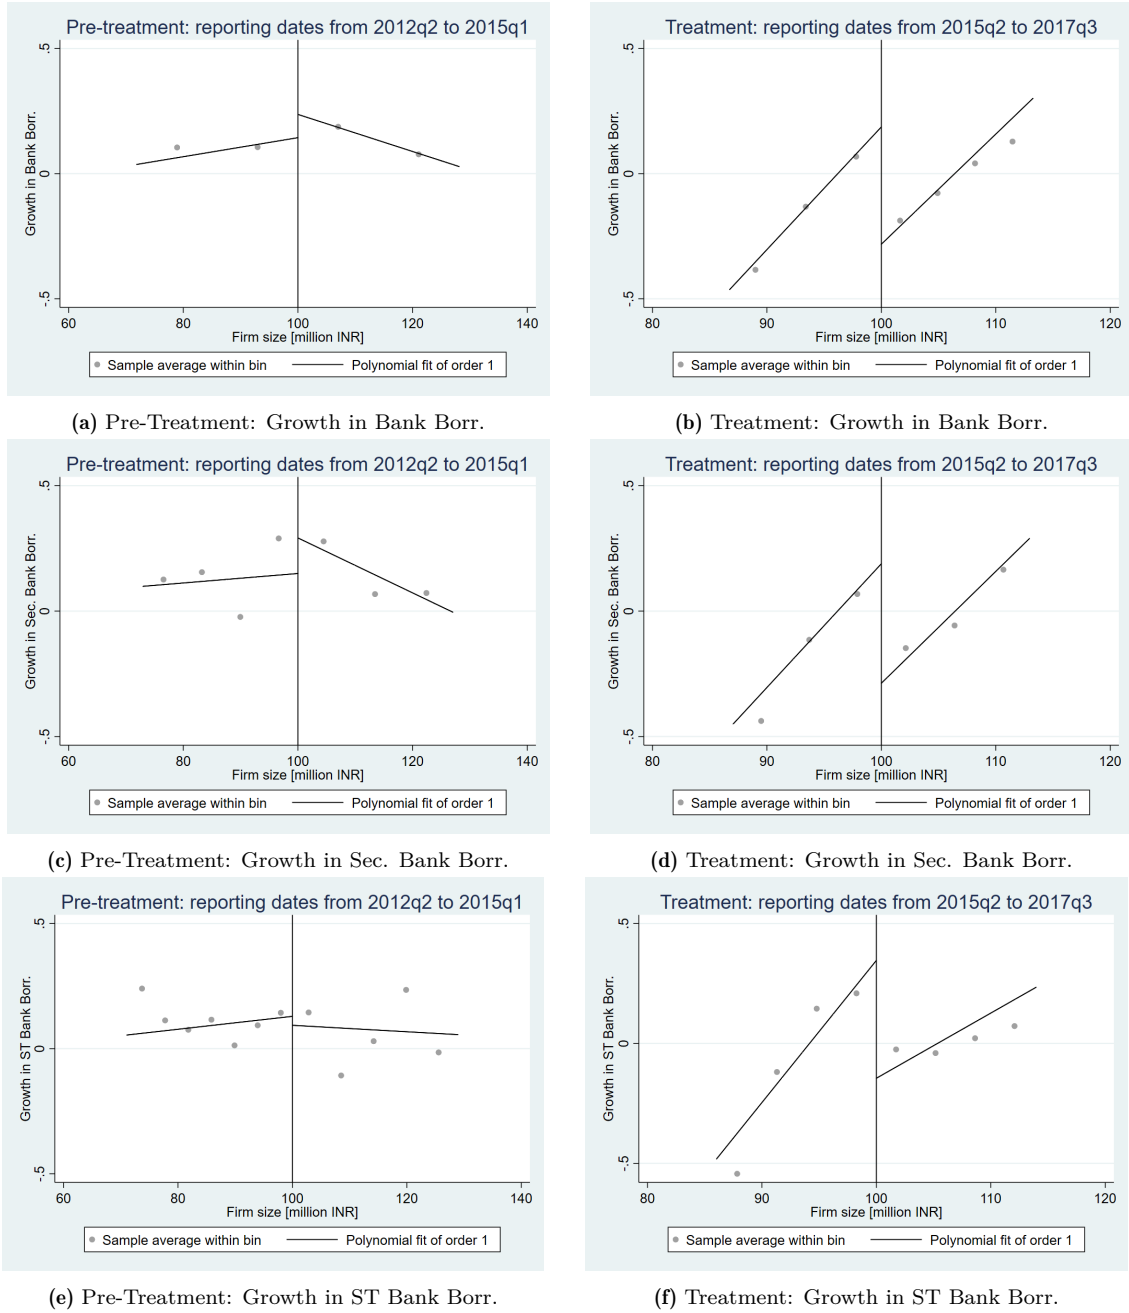 Pre-treatment: reporting dates from 2012q2 to 2015q1
Growth in Bank Borr.
.5
0
-.5
60 80 100 120 140
Firm size [million INR]
Sample average within bin Polynomial fit of order 1
(a) Pre-Treatment: Growth in Bank Borr.
Treatment: reporting dates from 2015q2 to 2017q3
Growth in Bank Borr.
.5
0
-.5
80 90 100 110 120
Firm size [million INR]
Sample average within bin Polynomial fit of order 1
(b) Treatment: Growth in Bank Borr.
Pre-treatment: reporting dates from 2012q2 to 2015q1
Growth in Sec. Bank Borr.
.5
0
-.5
60 80 100 120 140
Firm size [million INR]
Sample average within bin Polynomial fit of order 1
(c) Pre-Treatment: Growth in Sec. Bank Borr.
Treatment: reporting dates from 2015q2 to 2017q3
Growth in Sec. Bank Borr.
.5
0
-.5
80 90 100 110 120
Firm size [million INR]
Sample average within bin Polynomial fit of order 1
(d) Treatment: Growth in Sec. Bank Borr.
Pre-treatment: reporting dates from 2012q2 to 2015q1
Growth in ST Bank Borr.
.5
0
-.5
60 80 100 120 140
Firm size [million INR]
Sample average within bin Polynomial fit of order 1
(e) Pre-Treatment: Growth in ST Bank Borr.
Treatment: reporting dates from 2015q2 to 2017q3
Growth in ST Bank Borr.
.5
0
-.5
80 90 100 110 120
Firm size [million INR]
Sample average within bin Polynomial fit of order 1
(f) Treatment: Growth in ST Bank Borr.